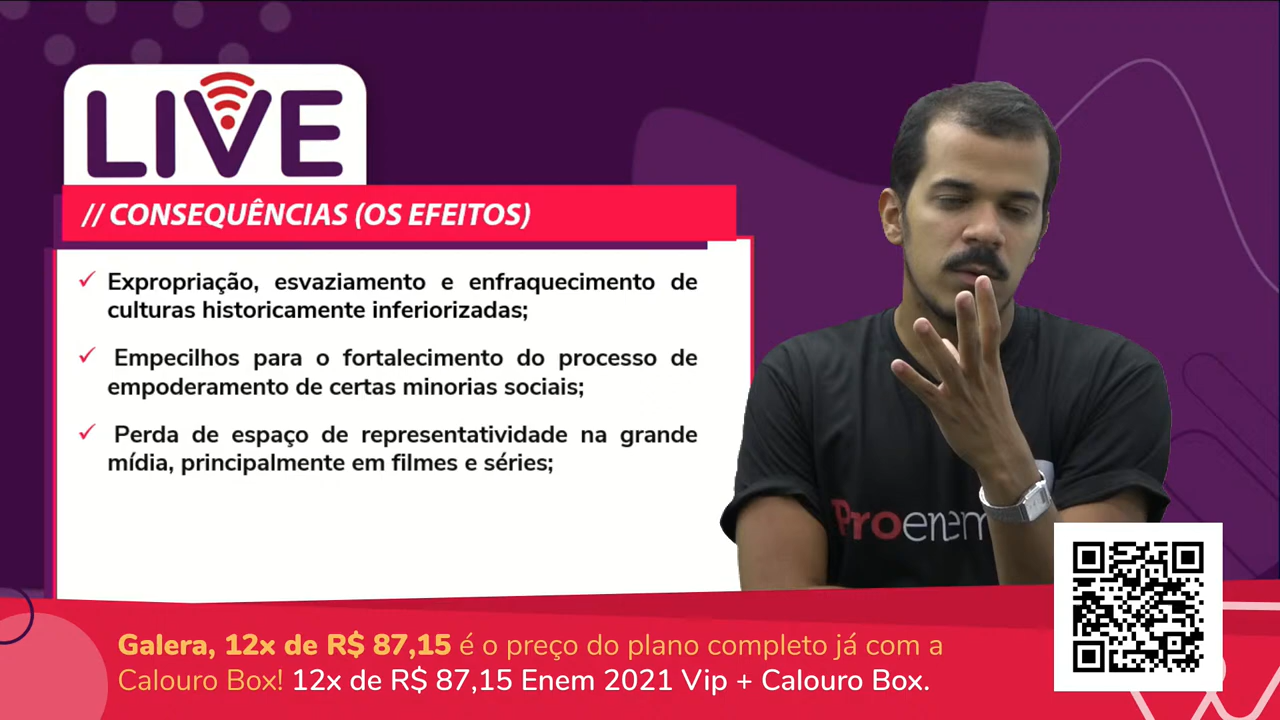 LIVE
// CONSEQUÊNCIAS (OS EFEITOS)
✓ Expropriação, esvaziamento e enfraquecimento de
culturas historicamente inferiorizadas;
✓ Empecilhos para o fortalecimento do processo de
empoderamento de certas minorias sociais;
✓ Perda de espaço de representatividade na grande
mídia, principalmente em filmes e séries;
Proenem
Galera, 12x de R$ 87,15 é o preço do plano completo já com a
Calouro Box! 12x de R$ 87,15 Enem 2021 Vip + Calouro Box.